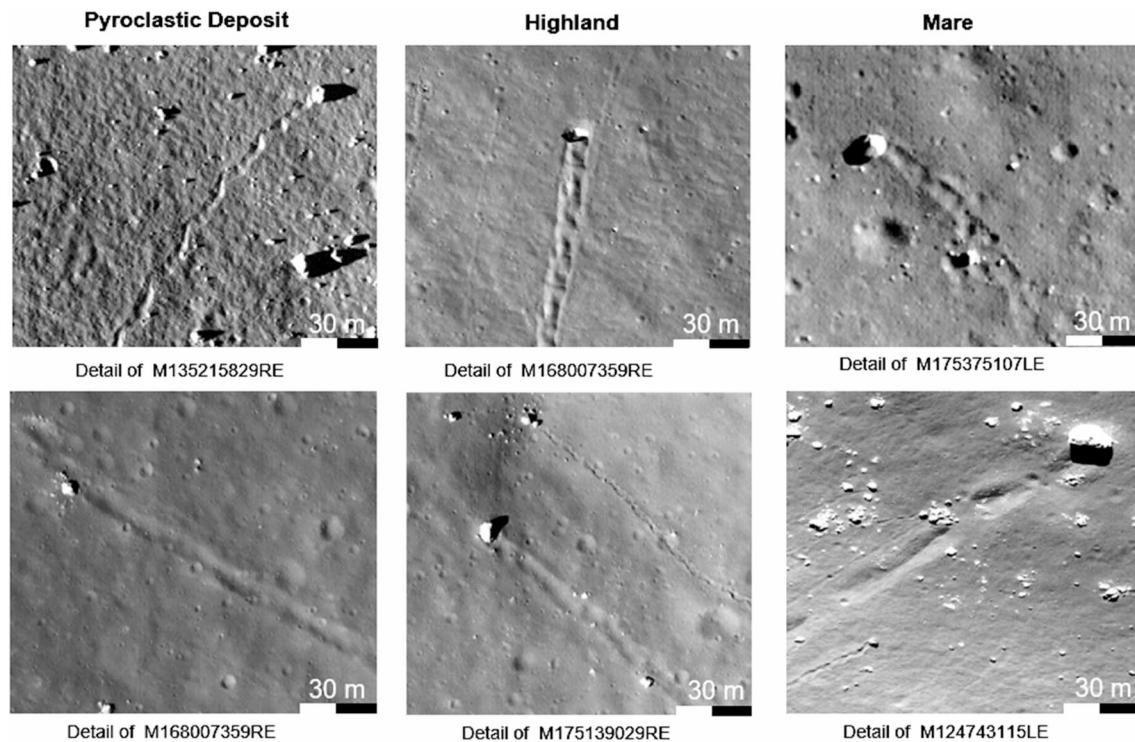 Pyroclastic Deposit Highland Mare
30 m 30 m 30 m
Detail of M135215829RE Detail of M168007359RE Detail of M175375107LE
30 m 30 m 30 m
Detail of M168007359RE Detail of M175139029RE Detail of M124743115LE